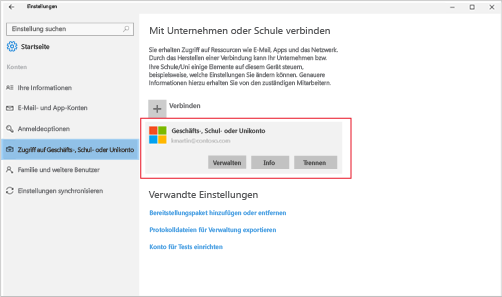 Einstellungen
Einstellung suchen
Startseite
Konten
Ihre Informationen
E-Mail- und App-Konten
Anmeldeoptionen
Zugriff auf Geschäfts-, Schul- oder Unikonto
Familie und weitere Benutzer
Einstellungen synchronisieren
Mit Unternehmen oder Schule verbinden
Sie erhalten Zugriff auf Ressourcen wie E-Mail, Apps und das Netzwerk.
Durch das Herstellen einer Verbindung kann Ihr Unternehmen bzw.
Ihre Schule/Uni einige Elemente auf diesem Gerät steuern,
beispielsweise, welche Einstellungen Sie ändern können. Genauere
Informationen hierzu erhalten Sie von den zuständigen Mitarbeitern.
Verbinden
Geschäfts-, Schul- oder Unikonto
Verwalten
Info
Trennen
Verwandte Einstellungen
Bereitstellungspaket hinzufügen oder entfernen
Protokolldateien für Verwaltung exportieren
Konto für Tests einrichten